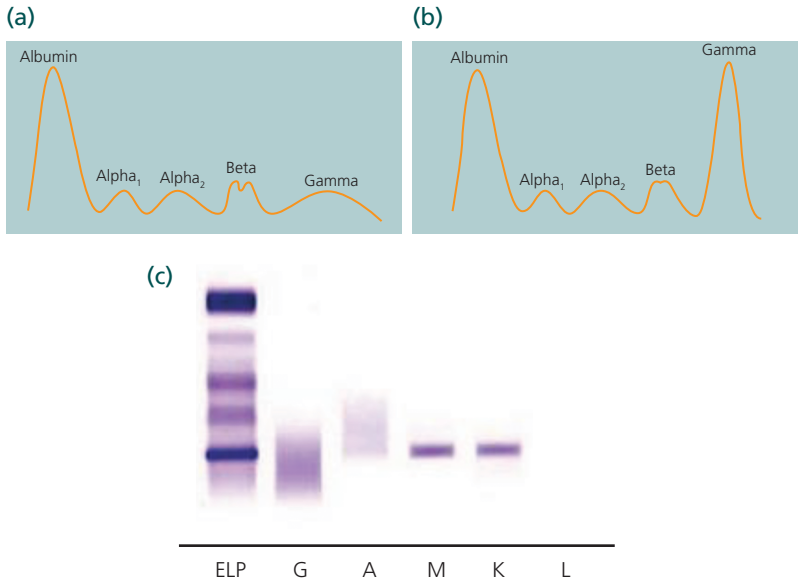 (a)
Albumin
Alpha₁
Alpha₂
Beta
Gamma
(b)
Albumin
Alpha₁
Alpha₂
Beta
Gamma
(c)
ELP G A M K L